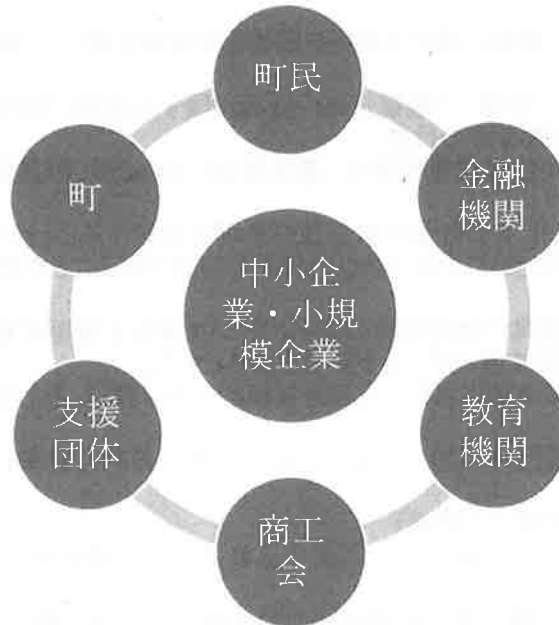 町民
金融
機関
教育
機関
商工
会
支援
団体
町
中小企
業・小規
模企業